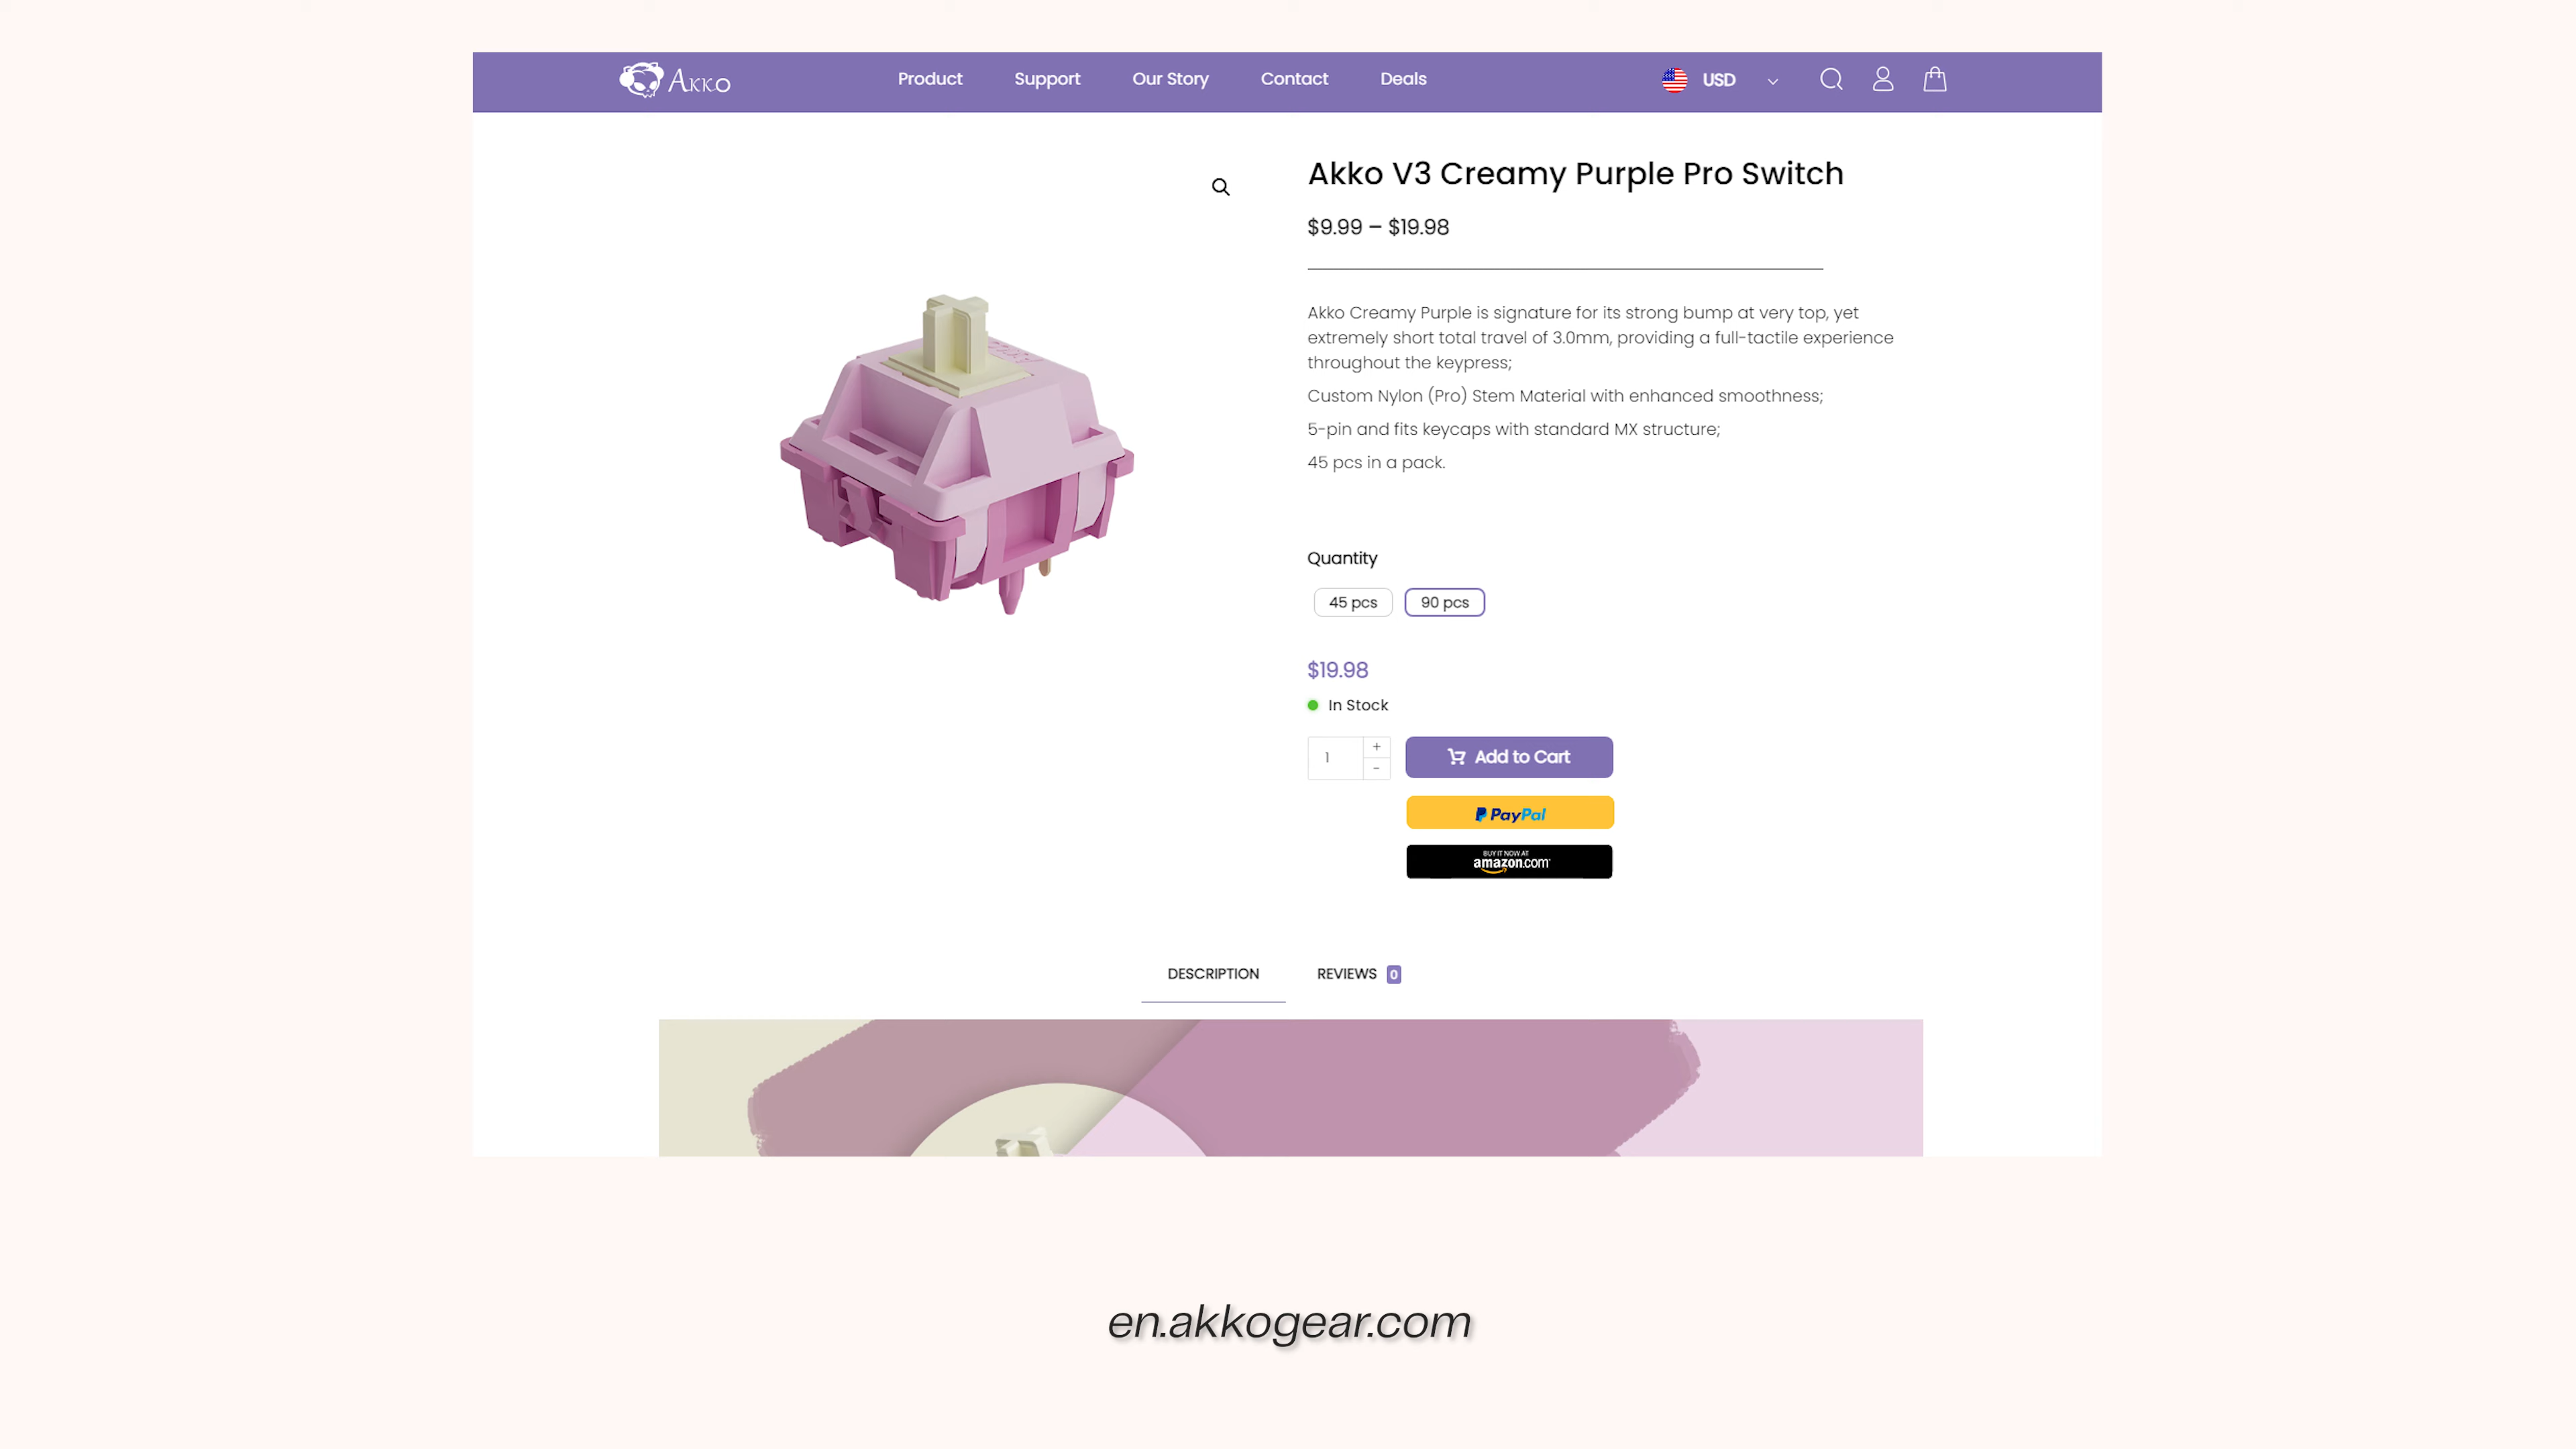 AKKO
Product
Support
Our Story
Contact
Deals
USD
Akko V3 Creamy Purple Pro Switch
$9.99 – $19.98
Akko Creamy Purple is signature for its strong bump at very top, yet
extremely short total travel of 3.0mm, providing a full-tactile experience
throughout the keypress;
Custom Nylon (Pro) Stem Material with enhanced smoothness;
5-pin and fits keycaps with standard MX structure;
45 pcs in a pack.
Quantity
45 pcs
90 pcs
$19.98
In Stock
1
+
-
Add to Cart
PayPal
BUY IT NOW AT
amazon.com
DESCRIPTION
REVIEWS 0
en.akkogear.com